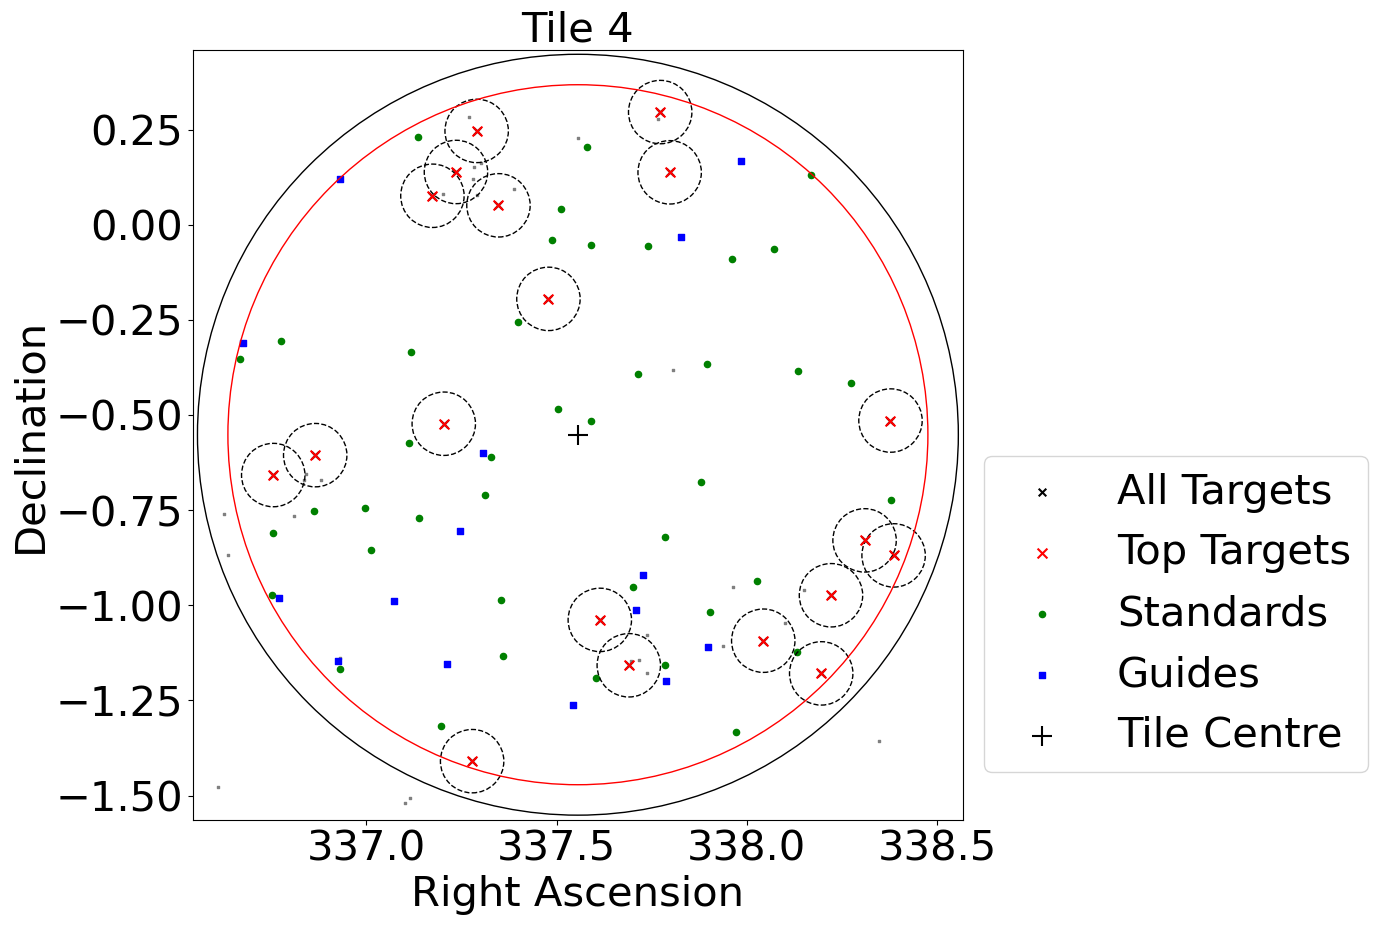 Tile 4
0.25
0.00
−0.25
−0.50
−0.75
−1.00
−1.25
−1.50
Declination
337.0 337.5 338.0 338.5
Right Ascension
All Targets
Top Targets
Standards
Guides
Tile Centre